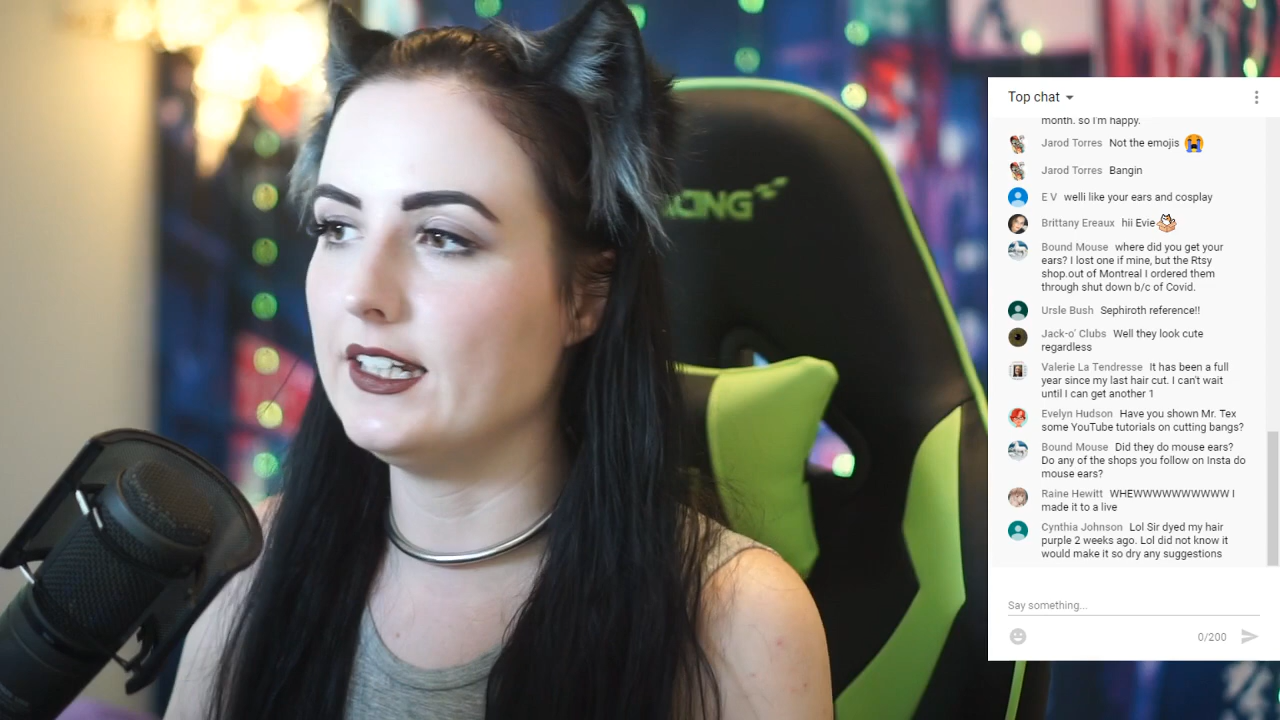 Top chat
month. so I'm happy.
Jarod Torres Not the emojis
Jarod Torres Bangin
E V welli like your ears and cosplay
Brittany Ereaux hii Evie
Bound Mouse where did you get your
ears? I lost one if mine, but the Rtsy
shop.out of Montreal I ordered them
through shut down b/c of Covid.
Ursle Bush Sephiroth reference!!
Jack-o' Clubs Well they look cute
regardless
Valerie La Tendresse It has been a full
year since my last hair cut. I can't wait
until I can get another 1
Evelyn Hudson Have you shown Mr. Tex
some YouTube tutorials on cutting bangs?
Bound Mouse Did they do mouse ears?
Do any of the shops you follow on Insta do
mouse ears?
Raine Hewitt WHEWWWWWWWWWW I
made it to a live
Cynthia Johnson Lol Sir dyed my hair
purple 2 weeks ago. Lol did not know it
would make it so dry any suggestions
Say something...
0/200